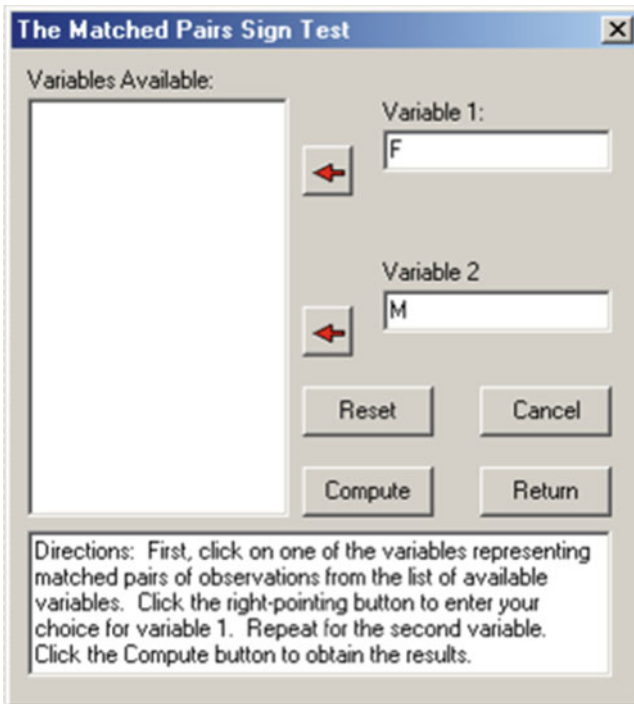 The Matched Pairs Sign Test
Variables Available:
Variable 1:
F
Variable 2
M
Reset
Cancel
Compute
Return
Directions: First, click on one of the variables representing
matched pairs of observations from the list of available
variables. Click the right-pointing button to enter your
choice for variable 1. Repeat for the second variable.
Click the Compute button to obtain the results.